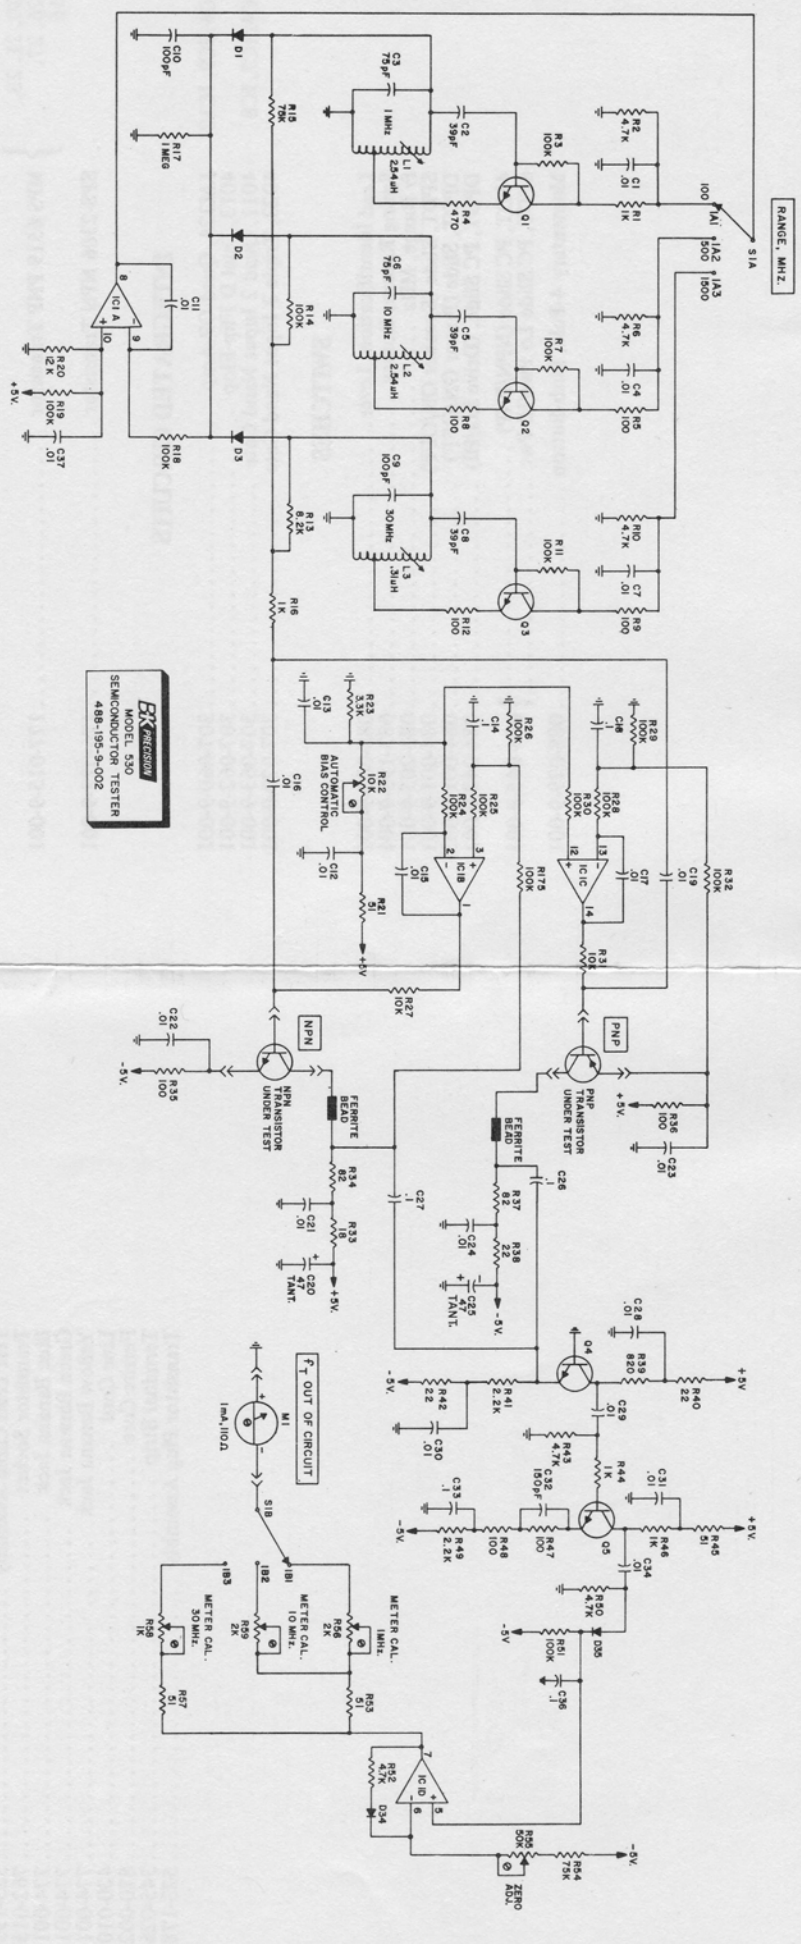 RANGE, MHZ.
S1A
100
1A1
1A2
500
1A3
1500
R2
4.7K
C1
.01
R1
1K
R3
100K
Q1
C2
39pF
R4
470
C3
75pF
1MHz
L1
2.54uH
R15
75K
D1
C10
100pF
R17
1MEG
R6
4.7K
C4
.01
R5
100
R7
100K
Q2
C5
39pF
R8
100
C6
75pF
10MHz
L2
2.54uH
R14
100K
D2
R10
4.7K
C7
.01
R9
100
R11
100K
Q3
C8
39pF
R12
100
C9
100pF
30MHz
L3
.31uH
R13
8.2K
D3
R16
1K
C11
.01
8
IC1A
-
9
+
10
R20
12K
R19
100K
+5V.
C37
.01
R18
100K
BK PRECISION
MODEL 530
SEMICONDUCTOR TESTER
488-195-9-002
R29
100K
C18
.1
R28
100K
R30
100K
13
-
12
+
IC1C
14
C17
.01
R31
10K
C19
.01
R32
100K
R26
100K
C14
.1
R25
100K
R24
100K
3
+
2
-
IC1B
1
C15
.01
R175
100K
R27
10K
R23
3.3K
C13
.01
R22
10K
AUTOMATIC
BIAS CONTROL
C12
.01
R21
51
+5V
C16
.01
PNP
PNP
TRANSISTOR
UNDER TEST
R36
100
+5V.
C23
.01
FERRITE
BEAD
C26
.1
R37
82
R38
22
C24
.01
-5V.
C25
47
TANT.
NPN
NPN
TRANSISTOR
UNDER TEST
C22
.01
R35
100
-5V.
FERRITE
BEAD
R34
82
R33
18
C21
.01
+5V.
C20
47
TANT.
C27
.1
+5V
R40
22
R39
820
C28
.01
Q4
C29
.01
R41
2.2K
R42
22
-5V.
C30
.01
R43
4.7K
R44
1K
+5V.
R45
51
R46
1K
C31
.01
Q5
C32
150pF
R47
100
R48
100
C33
.1
R49
2.2K
-5V.
C34
.01
R50
4.7K
D35
R51
100K
-5V
C36
.1
fT OUT OF CIRCUIT
+
M1
1mA,110Ω
-
S1B
1B1
1B2
1B3
METER CAL.
1MHz.
R56
2K
METER CAL.
10MHz.
R59
2K
METER CAL.
30MHz.
R58
1K
R53
51
R57
51
7
IC1D
+
5
-
6
R52
4.7K
D34
R55
50K
ZERO
ADJ.
R54
75K
-5V.